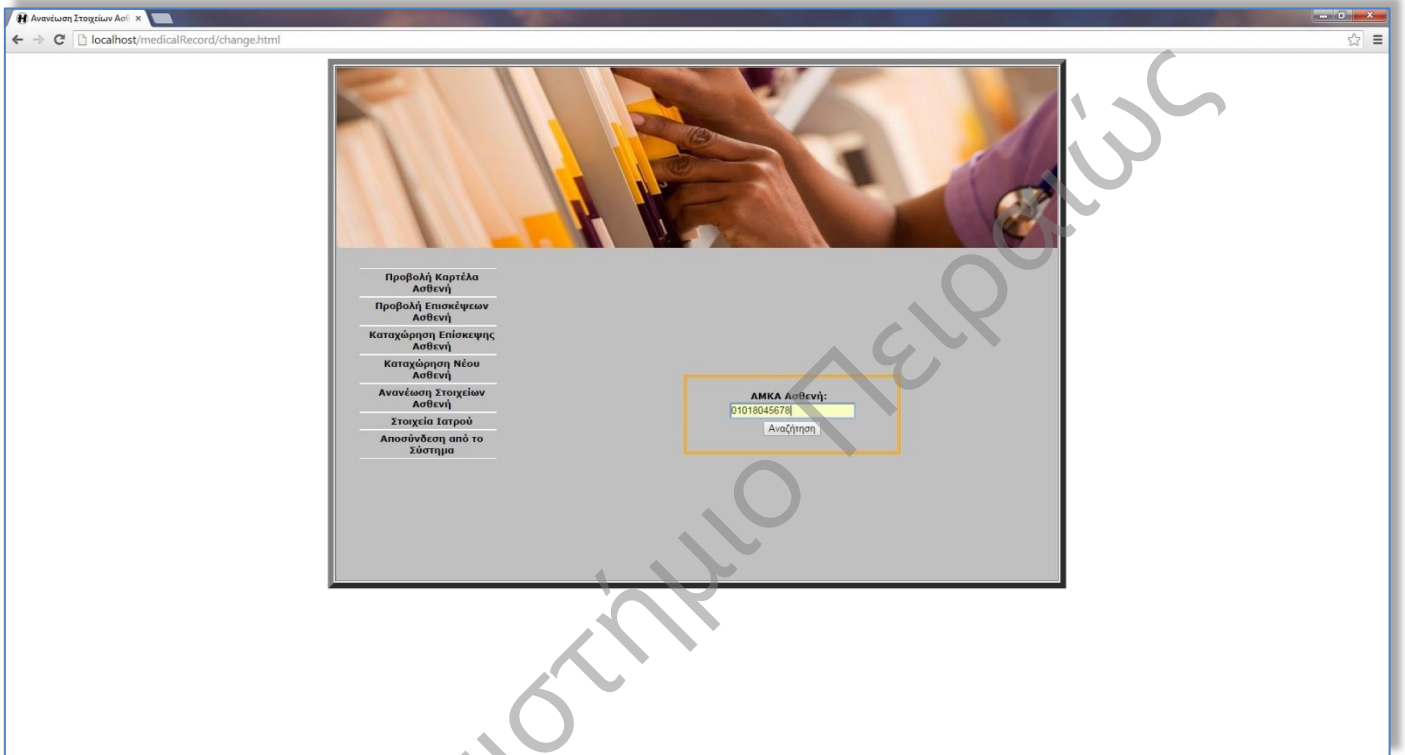 Ανανέωση Στοιχείων Ασθ
localhost/medicalRecord/change.html
Προβολή Καρτέλα
Ασθενή
Προβολή Επισκέψεων
Ασθενή
Καταχώρηση Επίσκεψης
Ασθενή
Καταχώρηση Νέου
Ασθενή
Ανανέωση Στοιχείων
Ασθενή
Στοιχεία Ιατρού
Αποσύνδεση από το
Σύστημα
ΑΜΚΑ Ασθενή:
01018045678
Αναζήτηση
μιο Πειραιώς